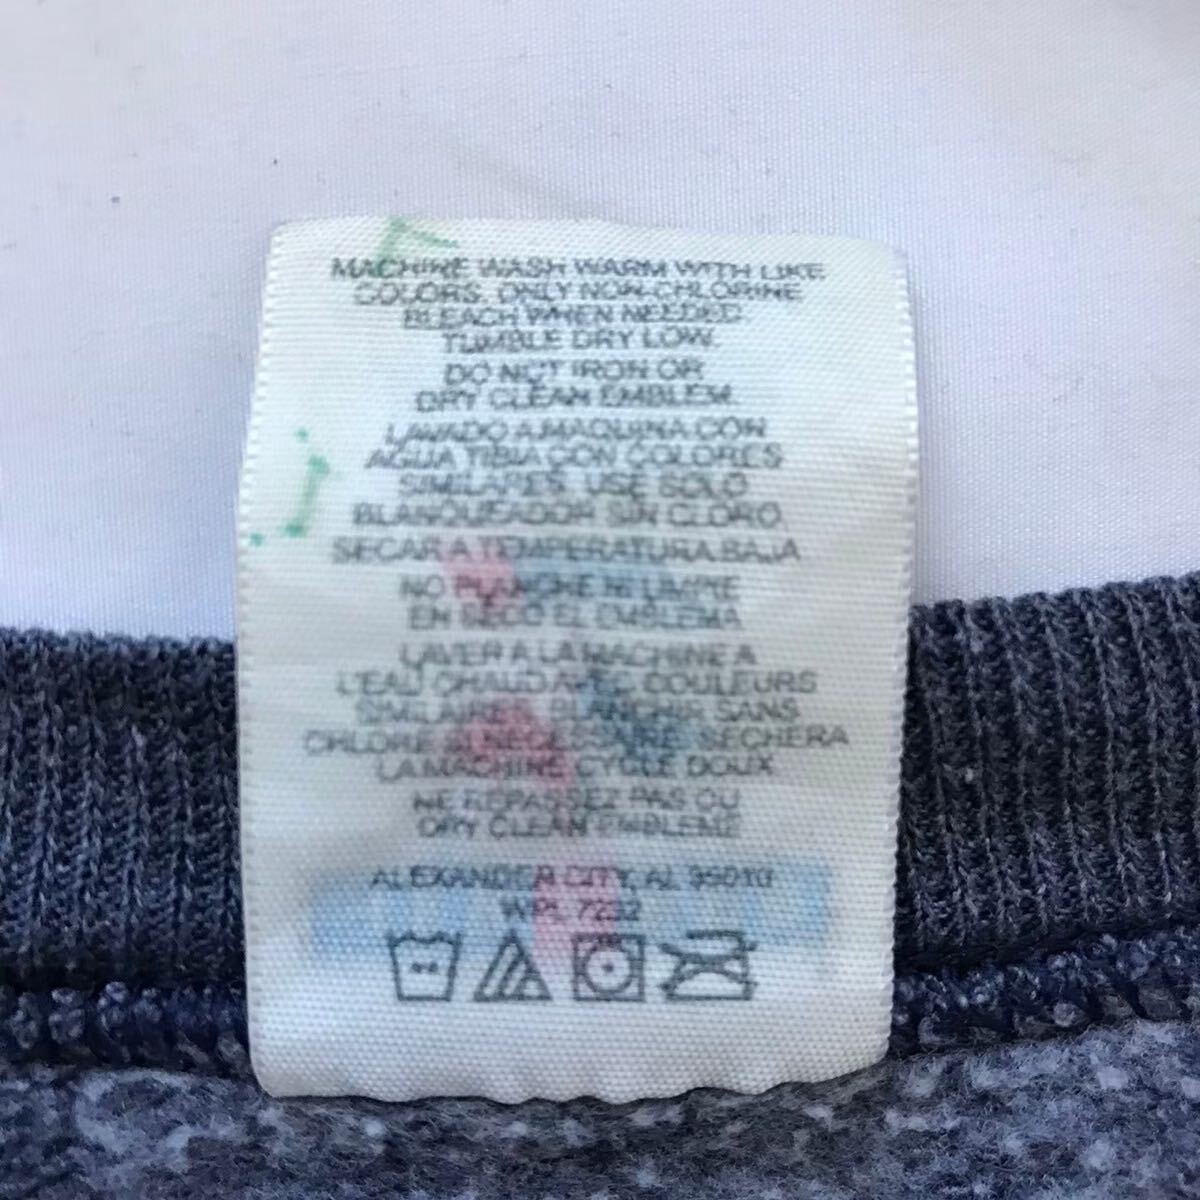 MACHINE WASH WARM WITH LIKE
COLORS. ONLY NON-CHLORINE
BLEACH WHEN NEEDED.
TUMBLE DRY LOW.
DO NOT IRON OR
DRY CLEAN EMBLEM.
LAVADO A MAQUINA CON
AGUA TIBIA CON COLORES
SIMILARES. USE SOLO
BLANQUEADOR SIN CLORO.
SECAR A TEMPERATURA BAJA
NO PLANCHE NI LIMPIE
EN SECO EL EMBLEMA
LAVER A LA MACHINE A
L'EAU CHAUD AVEC COULEURS
SIMILAIRES. BLANCHIR SANS
CHLORE SI NECESSURE. SECHERA
LA MACHINE CYCLE DOUX
NE REPASSEZ PAS OU
DRY CLEAN EMBLEME
ALEXANDER CITY, AL 35010
WPL